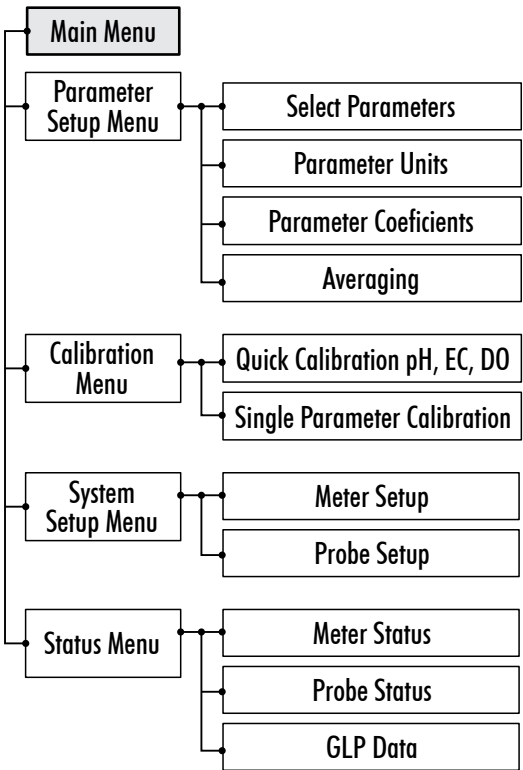 Main Menu
Parameter
Setup Menu
Select Parameters
Parameter Units
Parameter Coeficients
Averaging
Calibration
Menu
Quick Calibration pH, EC, DO
Single Parameter Calibration
System
Setup Menu
Meter Setup
Probe Setup
Status Menu
Meter Status
Probe Status
GLP Data